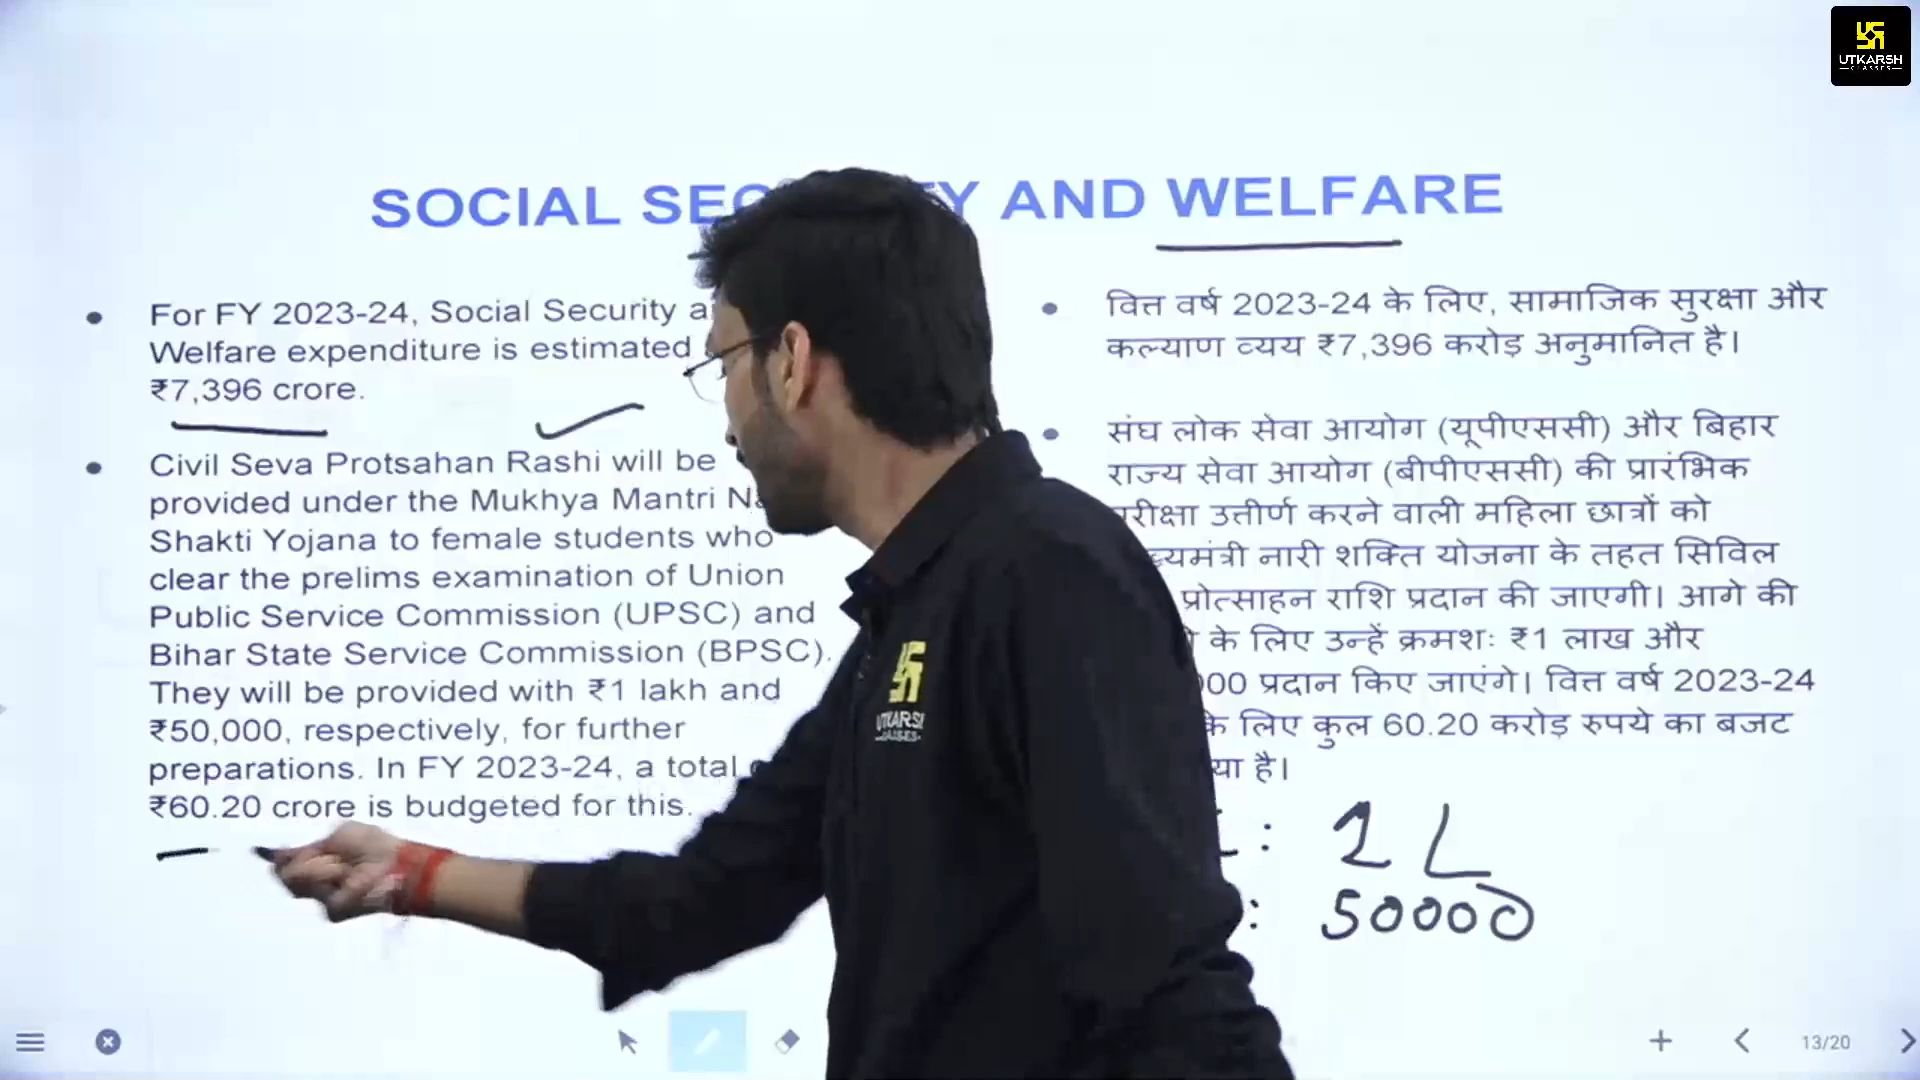 UTKARSH
CLASSES
SOCIAL AND WELFARE
For FY 2023-24, Social Security
Welfare expenditure is estimated
₹7,396 crore.
Civil Seva Protsahan Rashi will be
provided under the Mukhya Mantri
Shakti Yojana to female students who
clear the prelims examination of Union
Public Service Commission (UPSC) and
Bihar State Service Commission (BPSC).
They will be provided with ₹1 lakh and
₹50,000, respectively, for further
preparations. In FY 2023-24, a total
₹60.20 crore is budgeted for this.
वित्त वर्ष 2023-24 के लिए, सामाजिक सुरक्षा और
कल्याण व्यय ₹7,396 करोड़ अनुमानित है।
संघ लोक सेवा आयोग (यूपीएससी) और बिहार
राज्य सेवा आयोग (बीपीएससी) की प्रारंभिक
उत्तीर्ण करने वाली महिला छात्रों को
नारी शक्ति योजना के तहत सिविल
प्रोत्साहन राशि प्रदान की जाएगी। आगे की
के लिए उन्हें क्रमशः ₹1 लाख और
प्रदान किए जाएंगे। वित्त वर्ष 2023-24
के लिए कुल 60.20 करोड़ रुपये का बजट
है।
: 1 L
: 50000
UTKARSH
CLASSES
13/20